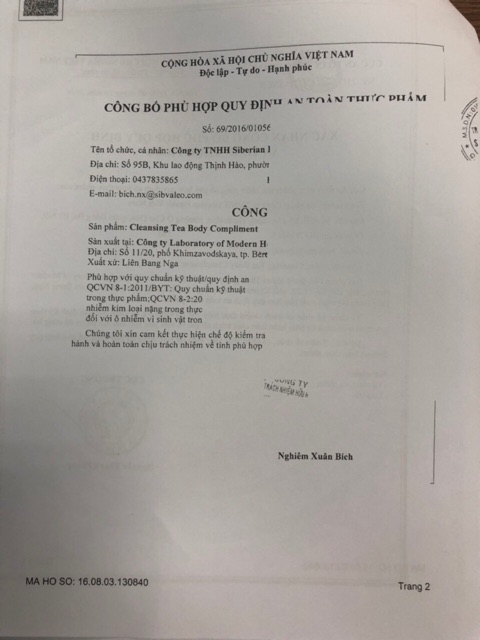 CỘNG HÒA XÃ HỘI CHỦ NGHĨA VIỆT NAM
Độc lập - Tự do - Hạnh phúc
CÔNG BỐ PHÙ HỢP QUY ĐỊNH AN TOÀN THỰC PHẨM
Số: 69/2016/0105
Tên tổ chức, cá nhân: Công ty TNHH Siberian
Địa chỉ: Số 95B, Khu lao động Thịnh Hào, phườn
Điện thoại: 0437835865
E-mail: bich.nx@sibvaleo.com
CÔNG
Sản phẩm: Cleansing Tea Body Compliment
Sản xuất tại: Công ty Laboratory of Modern H
Địa chỉ: Số 11/20, phố Khimzavodskaya, tp. Berd
Xuất xứ: Liên Bang Nga
Phù hợp với quy chuẩn kỹ thuật/quy định an
QCVN 8-1:2011/BYT: Quy chuẩn kỹ thuật
trong thực phẩm;QCVN 8-2:20
nhiễm kim loại nặng trong thực
đối với ô nhiễm vi sinh vật tron
Chúng tôi xin cam kết thực hiện chế độ kiểm tra
hành và hoàn toàn chịu trách nhiệm về tính phù hợp
CÔNG TY
TRÁCH NHIỆM HỮU H
Nghiêm Xuân Bích
MA HO SO: 16.08.03.130840
Trang 2